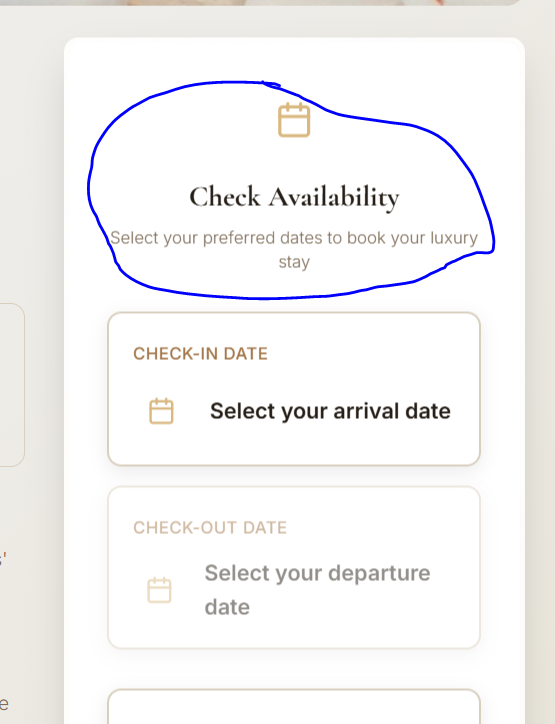 Check Availability
Select your preferred dates to book your luxury
stay
CHECK-IN DATE
Select your arrival date
CHECK-OUT DATE
Select your departure
date